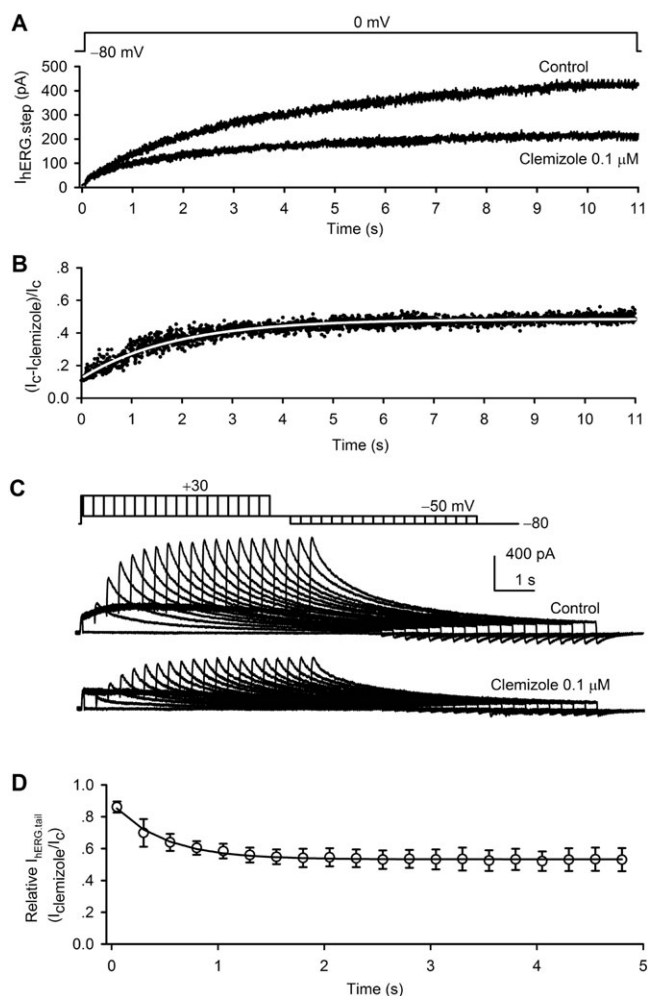 A
0 mV
−80 mV
500
400
300
200
100
0
I hERG.step (pA)
Control
Clemizole 0.1 µM
0 1 2 3 4 5 6 7 8 9 10 11
Time (s)
B
.8
.6
.4
.2
0.0
(IC-Iclemizole)/IC
0 1 2 3 4 5 6 7 8 9 10 11
Time (s)
C
+30
−50 mV
−80
400 pA
1 s
Control
Clemizole 0.1 µM
D
1.0
.8
.6
.4
.2
0.0
Relative IhERG.tail
(Iclemizole/IC)
0 1 2 3 4 5
Time (s)